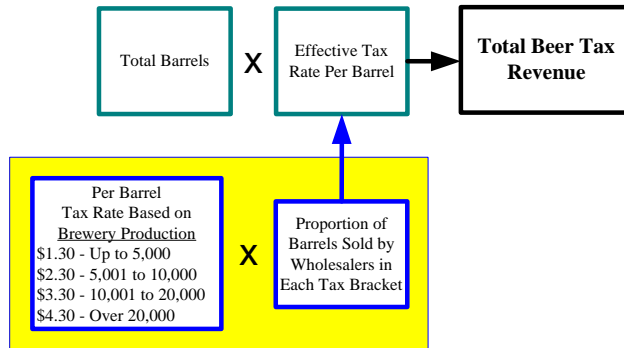 Total Barrels
X
Effective Tax
Rate Per Barrel
Total Beer Tax
Revenue
Per Barrel
Tax Rate Based on
Brewery Production
$1.30 - Up to 5,000
$2.30 - 5,001 to 10,000
$3.30 - 10,001 to 20,000
$4.30 - Over 20,000
X
Proportion of
Barrels Sold by
Wholesalers in
Each Tax Bracket